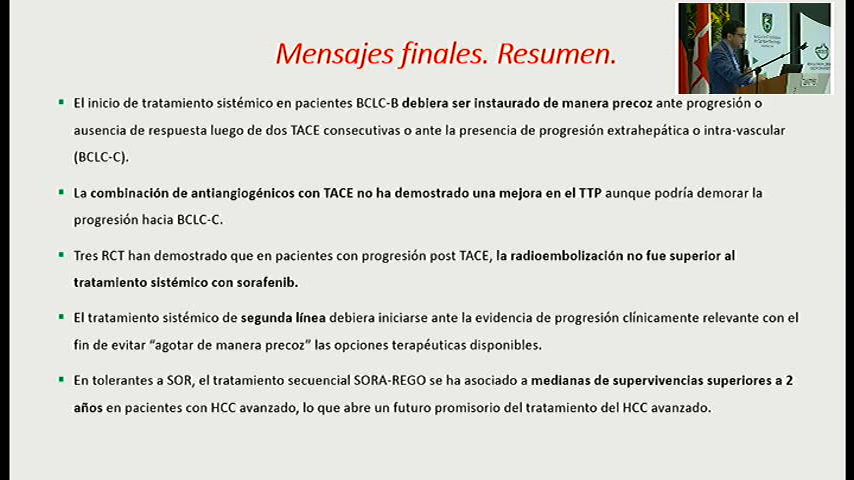 Mensajes finales. Resumen.
El inicio de tratamiento sistémico en pacientes BCLC-B debiera ser instaurado de manera precoz ante progresión o
ausencia de respuesta luego de dos TACE consecutivas o ante la presencia de progresión extrahepática o intra-vascular
(BCLC-C).
La combinación de antiangiogénicos con TACE no ha demostrado una mejora en el TTP aunque podría demorar la
progresión hacia BCLC-C.
Tres RCT han demostrado que en pacientes con progresión post TACE, la radioembolización no fue superior al
tratamiento sistémico con sorafenib.
El tratamiento sistémico de segunda línea debiera iniciarse ante la evidencia de progresión clínicamente relevante con el
fin de evitar “agotar de manera precoz” las opciones terapéuticas disponibles.
En tolerantes a SOR, el tratamiento secuencial SORA-REGO se ha asociado a medianas de supervivencias superiores a 2
años en pacientes con HCC avanzado, lo que abre un futuro promisorio del tratamiento del HCC avanzado.